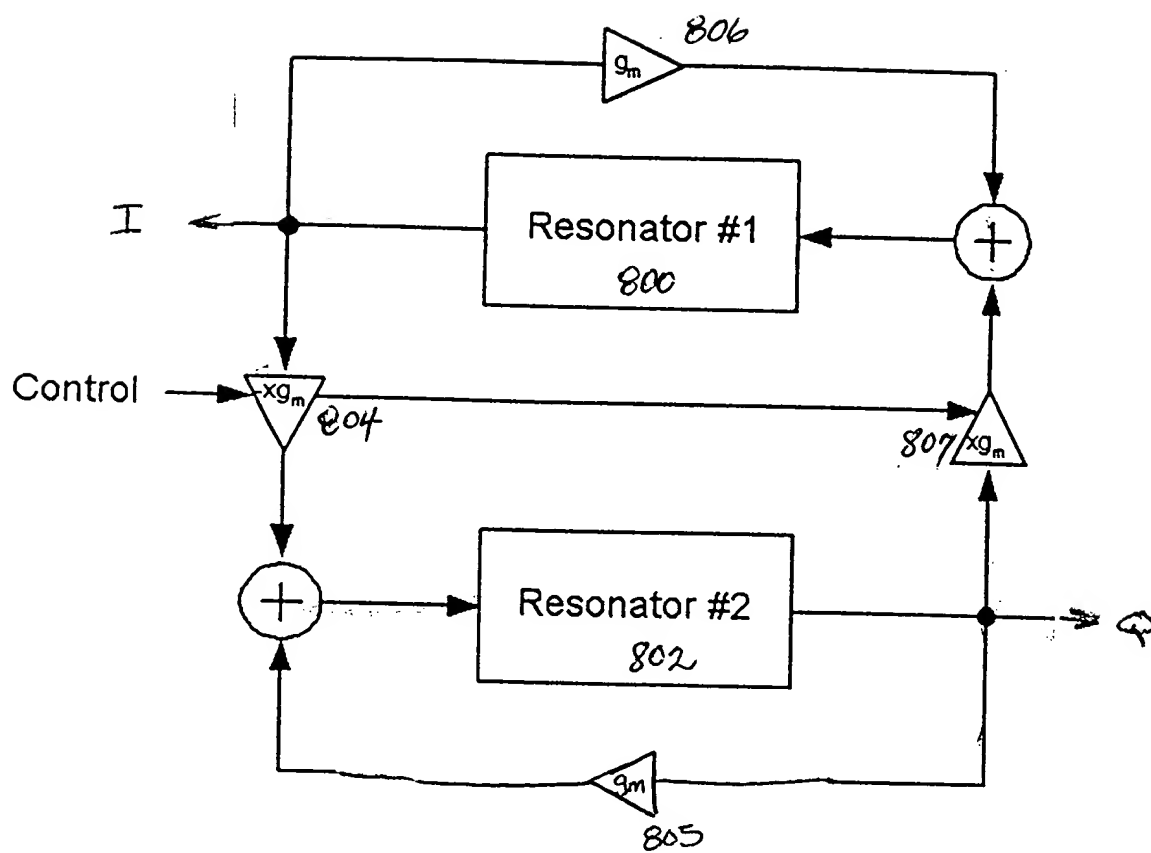 806
gm
I
Resonator #1
800
+
Control
-xgm
804
807
xgm
+
Resonator #2
802
Q
gm
805